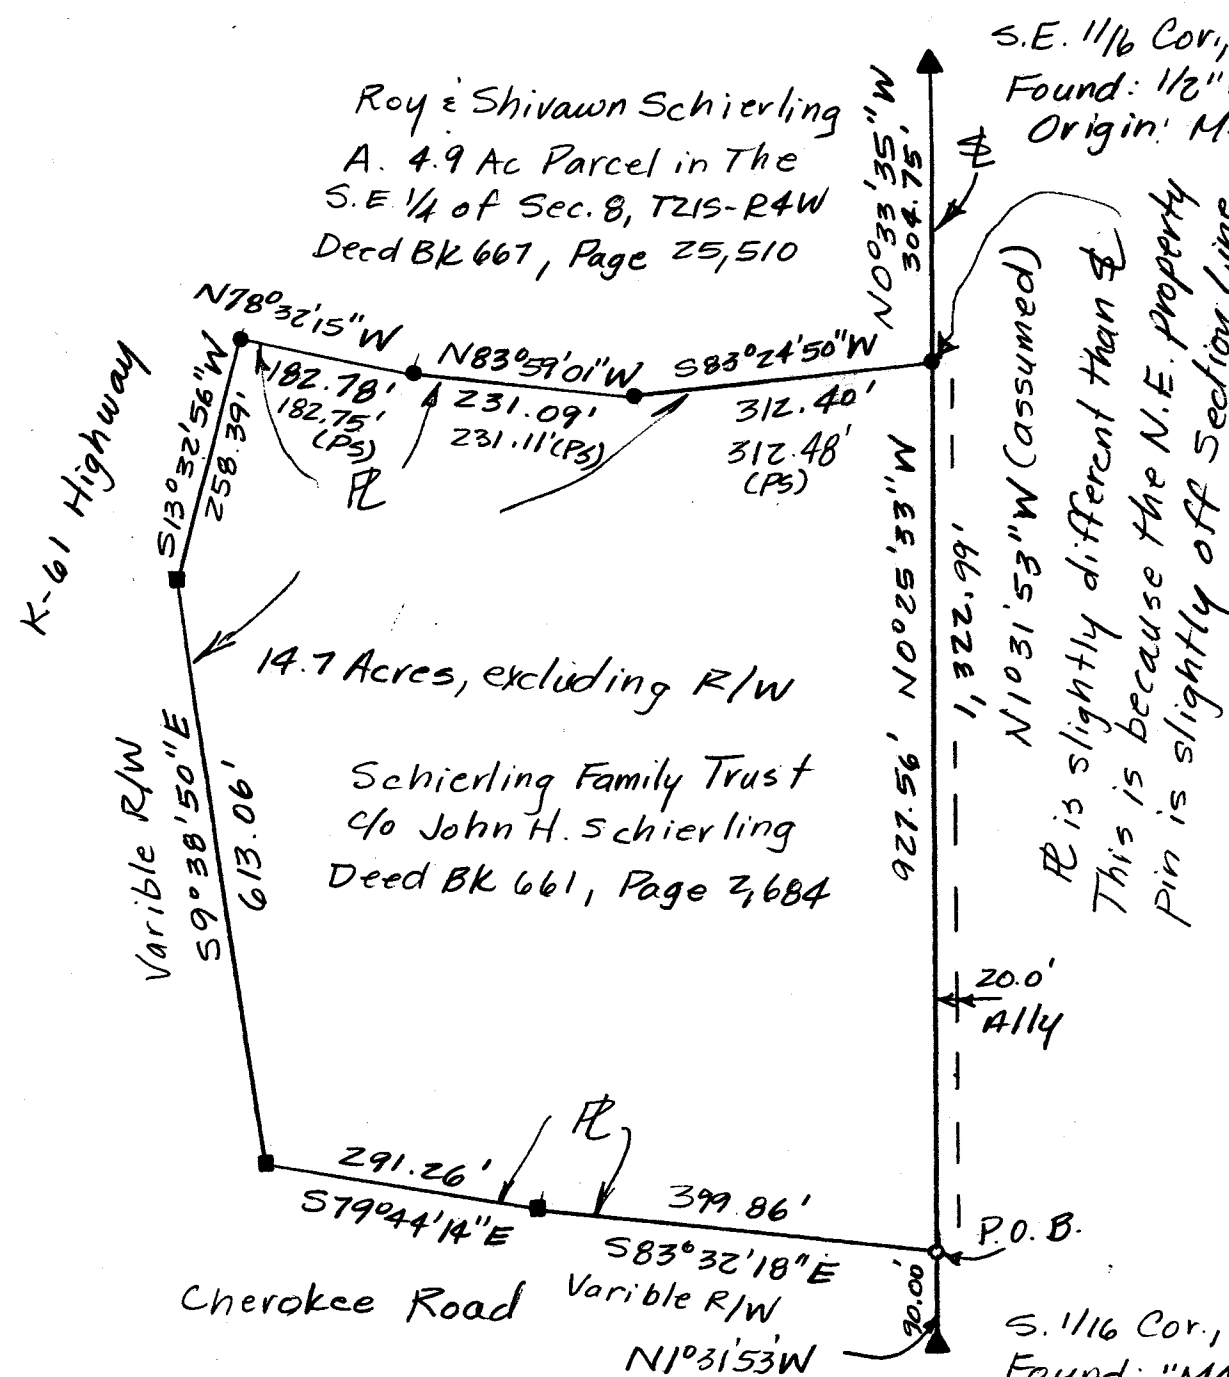 S.E. 1/16 Cor.,
Found: 1/2"
Origin: M
Roy & Shivawn Schierling
A. 4.9 Ac Parcel in The
S.E. 1/4 of Sec. 8, T21S-R4W
Deed Bk 667, Page 25,510
N0°33'35"W
304.75'
N78°32'15"W
182.78'
182.75'
(PS)
N83°59'01"W
231.09'
231.11'(PS)
S83°24'50"W
312.40'
312.48'
(PS)
K-61 Highway
S13°32'56"W
258.39'
PL
14.7 Acres, excluding R/W
Schierling Family Trust
c/o John H. Schierling
Deed BK 661, Page 2,684
Varible R/W
S9°38'50"E
613.06'
927.56' N0°25'33"W
1,322.99'
N1°31'53"W (assumed)
PL is slightly different than
This is because the N.E. Property
Pin is slightly off Section line
20.0'
Ally
PL
291.26'
S79°44'14"E
399.86'
S83°32'18"E
Varible R/W
Cherokee Road
P.O.B.
90.00'
N1°31'53"W
S. 1/16 Cor.,
Found: